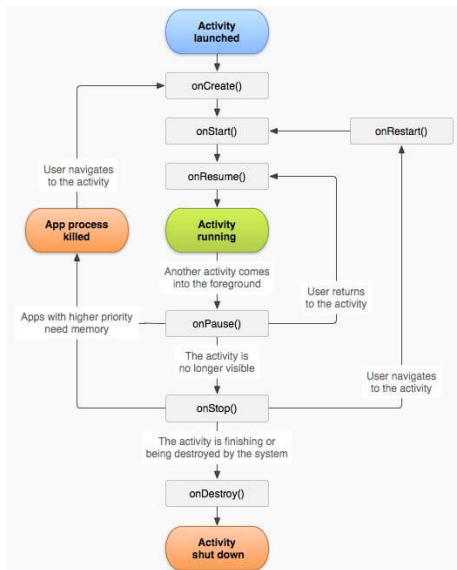 Activity
launched
onCreate()
onStart()
onRestart()
User navigates
to the activity
onResume()
App process
killed
Activity
running
Another activity comes
into the foreground
User returns
to the activity
Apps with higher priority
need memory
onPause()
The activity is
no longer visible
User navigates
to the activity
onStop()
The activity is finishing or
being destroyed by the system
onDestroy()
Activity
shut down